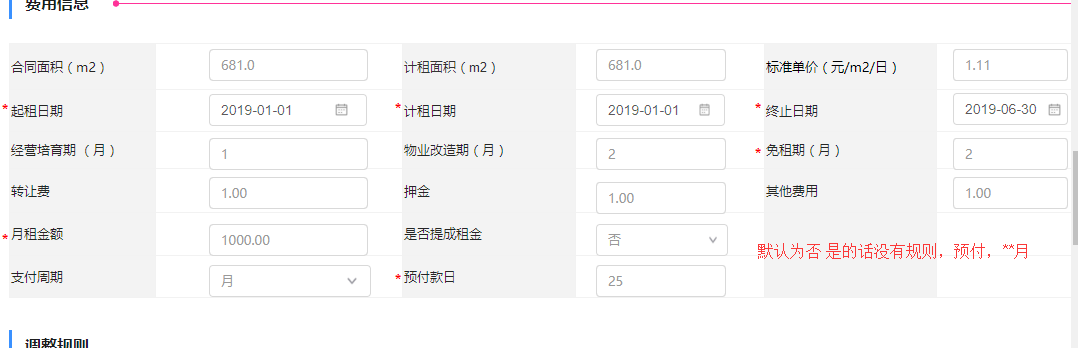 费用信息
合同面积（m2） 681.0 计租面积（m2） 681.0 标准单价（元/m2/日） 1.11
* 起租日期 2019-01-01 * 计租日期 2019-01-01 * 终止日期 2019-06-30
经营培育期 （月） 1 物业改造期（月） 2 * 免租期（月） 2
转让费 1.00 押金 1.00 其他费用 1.00
* 月租金额 1000.00 是否提成租金 否 默认为否 是的话没有规则，预付，**月
支付周期 月 * 预付款日 25
调整规则